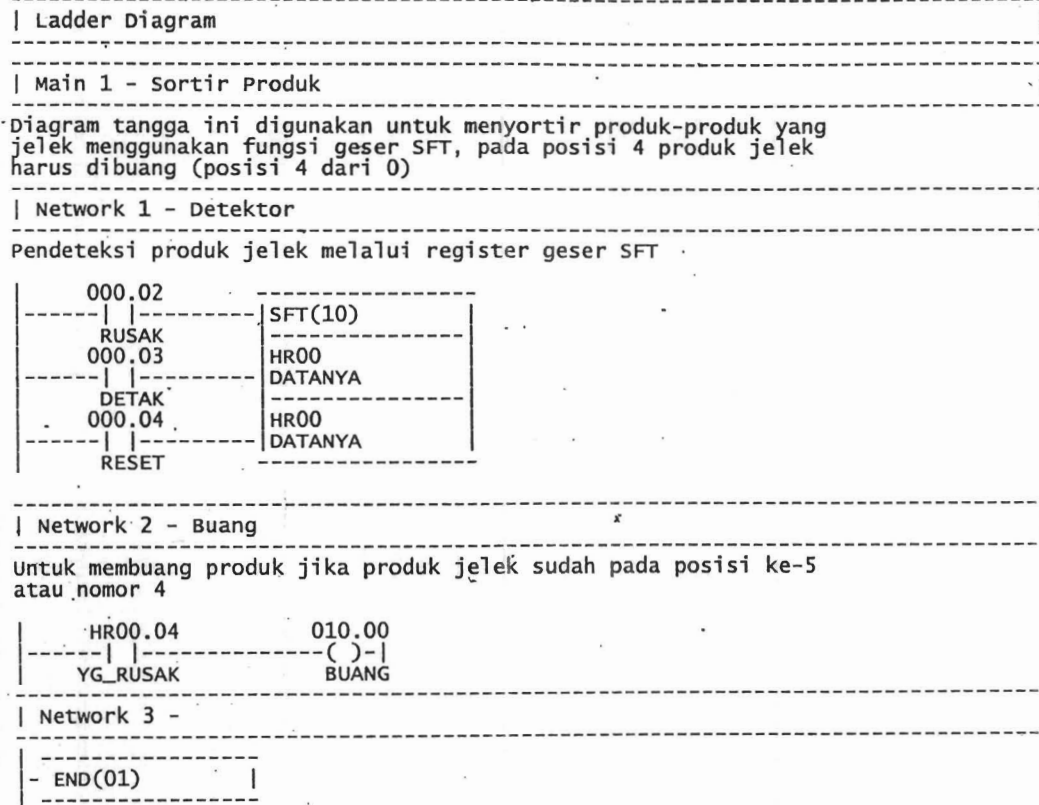 | Ladder Diagram
| Main 1 - Sortir Produk
Diagram tangga ini digunakan untuk menyortir produk-produk yang
jelek menggunakan fungsi geser SFT, pada posisi 4 produk jelek
harus dibuang (posisi 4 dari 0)
| Network 1 - Detektor
Pendeteksi produk jelek melalui register geser SFT
000.02
SFT(10)
RUSAK
000.03 HR00
DATANYA
DETAK
000.04 HR00
DATANYA
RESET
| Network 2 - Buang
Untuk membuang produk jika produk jelek sudah pada posisi ke-5
atau nomor 4
HR00.04 010.00
( )
YG_RUSAK BUANG
| Network 3 -
END(01)